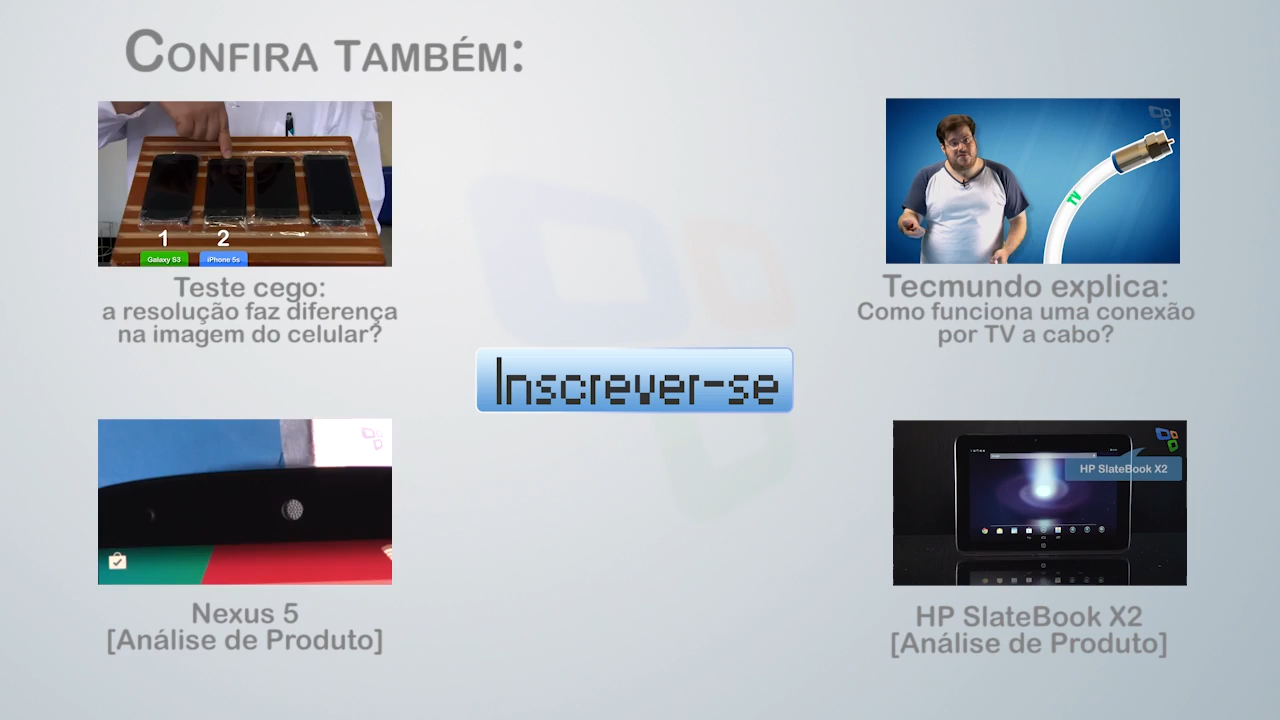 Confira Também:
1
2
Galaxy S3
iPhone 5s
Teste cego:
a resolução faz diferença
na imagem do celular?
TV
Tecmundo explica:
Como funciona uma conexão
por TV a cabo?
Inscrever-se
Nexus 5
[Análise de Produto]
HP SlateBook X2
HP SlateBook X2
[Análise de Produto]